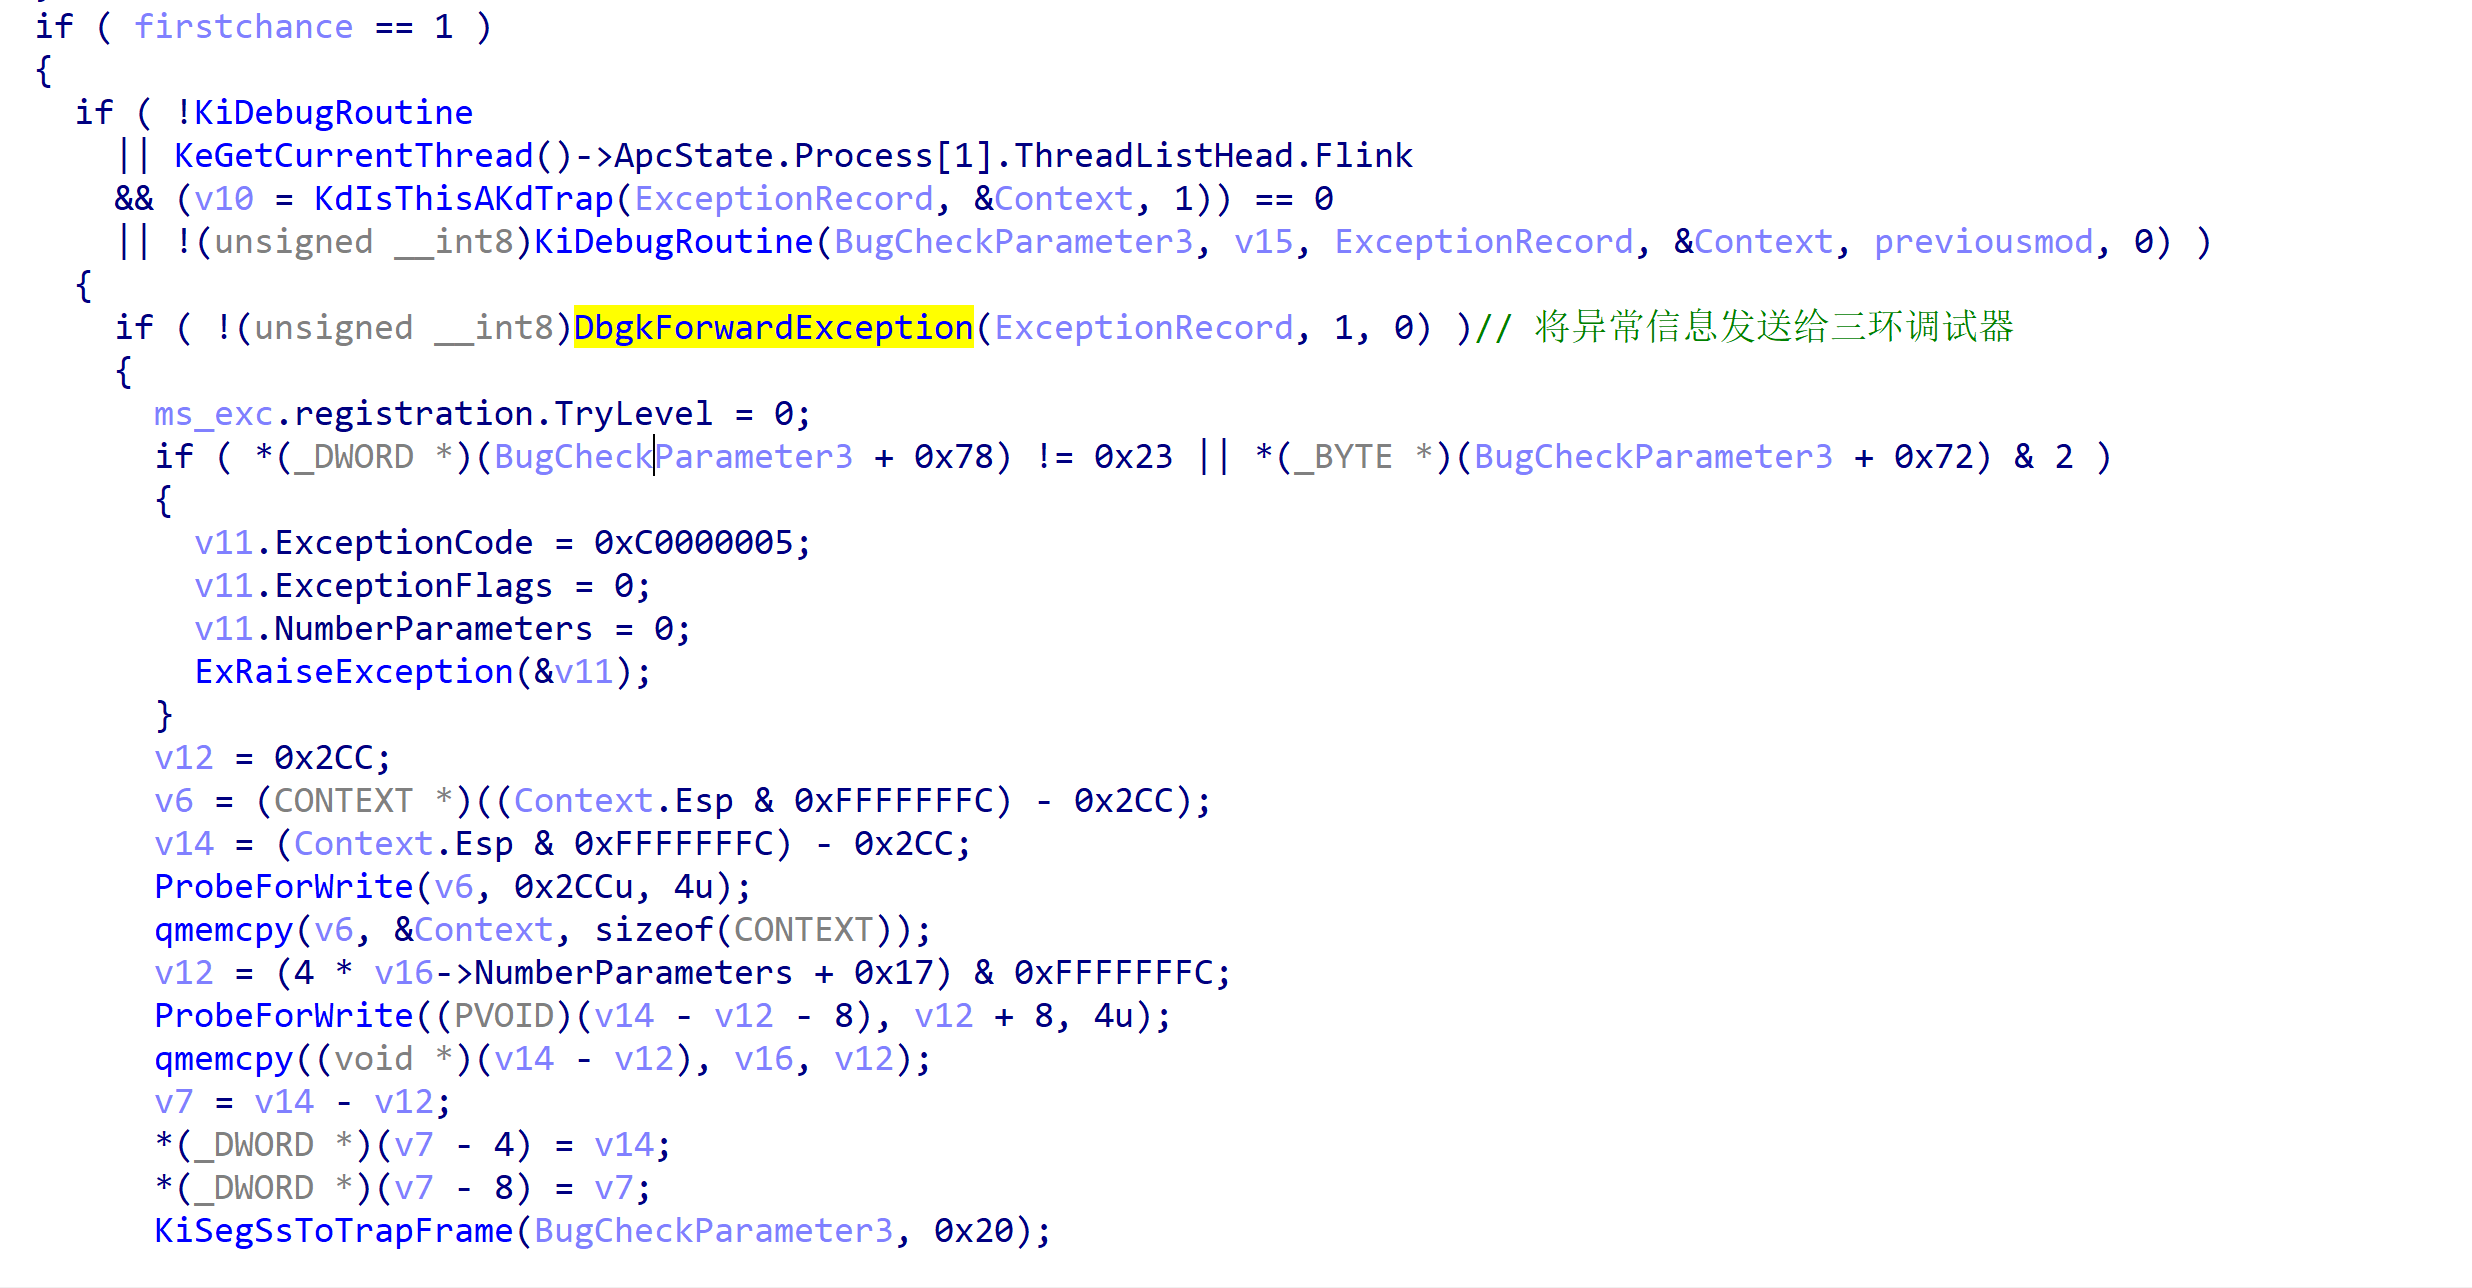 if ( firstchance == 1 )
{
if ( !KiDebugRoutine
|| KeGetCurrentThread()->ApcState.Process[1].ThreadListHead.Flink
&& (v10 = KdIsThisAKdTrap(ExceptionRecord, &Context, 1)) == 0
|| !(unsigned __int8)KiDebugRoutine(BugCheckParameter3, v15, ExceptionRecord, &Context, previousmod, 0) )
{
if ( !(unsigned __int8)DbgkForwardException(ExceptionRecord, 1, 0) )// 将异常信息发送给三环调试器
{
ms_exc.registration.TryLevel = 0;
if ( *(_DWORD *)(BugCheckParameter3 + 0x78) != 0x23 || *(_BYTE *)(BugCheckParameter3 + 0x72) & 2 )
{
v11.ExceptionCode = 0xC0000005;
v11.ExceptionFlags = 0;
v11.NumberParameters = 0;
ExRaiseException(&v11);
}
v12 = 0x2CC;
v6 = (CONTEXT *)((Context.Esp & 0xFFFFFFFC) - 0x2CC);
v14 = (Context.Esp & 0xFFFFFFFC) - 0x2CC;
ProbeForWrite(v6, 0x2CCu, 4u);
qmemcpy(v6, &Context, sizeof(CONTEXT));
v12 = (4 * v16->NumberParameters + 0x17) & 0xFFFFFFFC;
ProbeForWrite((PVOID)(v14 - v12 - 8), v12 + 8, 4u);
qmemcpy((void *)(v14 - v12), v16, v12);
v7 = v14 - v12;
*(_DWORD *)(v7 - 4) = v14;
*(_DWORD *)(v7 - 8) = v7;
KiSegSsToTrapFrame(BugCheckParameter3, 0x20);